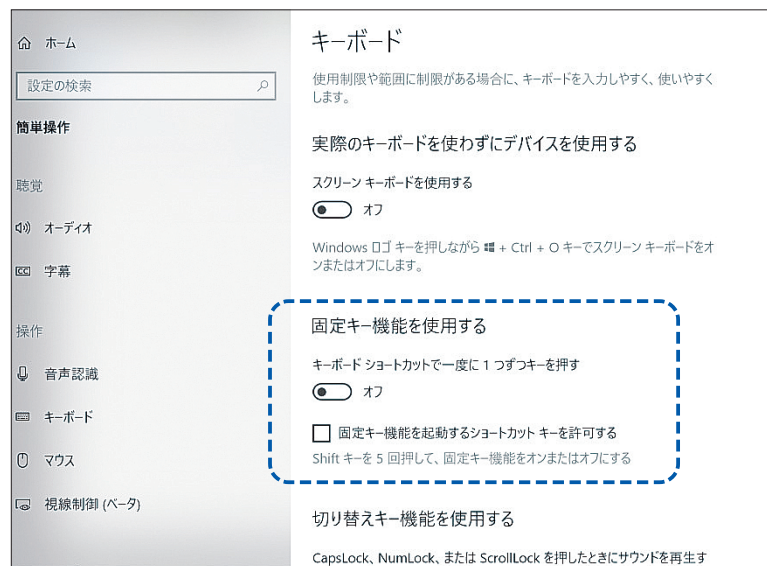 ホーム
設定の検索
簡単操作
聴覚
オーディオ
字幕
操作
音声認識
キーボード
マウス
視線制御 (ベータ)
キーボード
使用制限や範囲に制限がある場合に、キーボードを入力しやすく、使いやすく
します。
実際のキーボードを使わずにデバイスを使用する
スクリーン キーボードを使用する
オフ
Windows ロゴ キーを押しながら + Ctrl + O キーでスクリーン キーボードをオ
ンまたはオフにします。
固定キー機能を使用する
キーボード ショートカットで一度に 1 つずつキーを押す
オフ
固定キー機能を起動するショートカット キーを許可する
Shift キーを 5 回押して、固定キー機能をオンまたはオフにする
切り替えキー機能を使用する
CapsLock、NumLock、または ScrollLock を押したときにサウンドを再生す